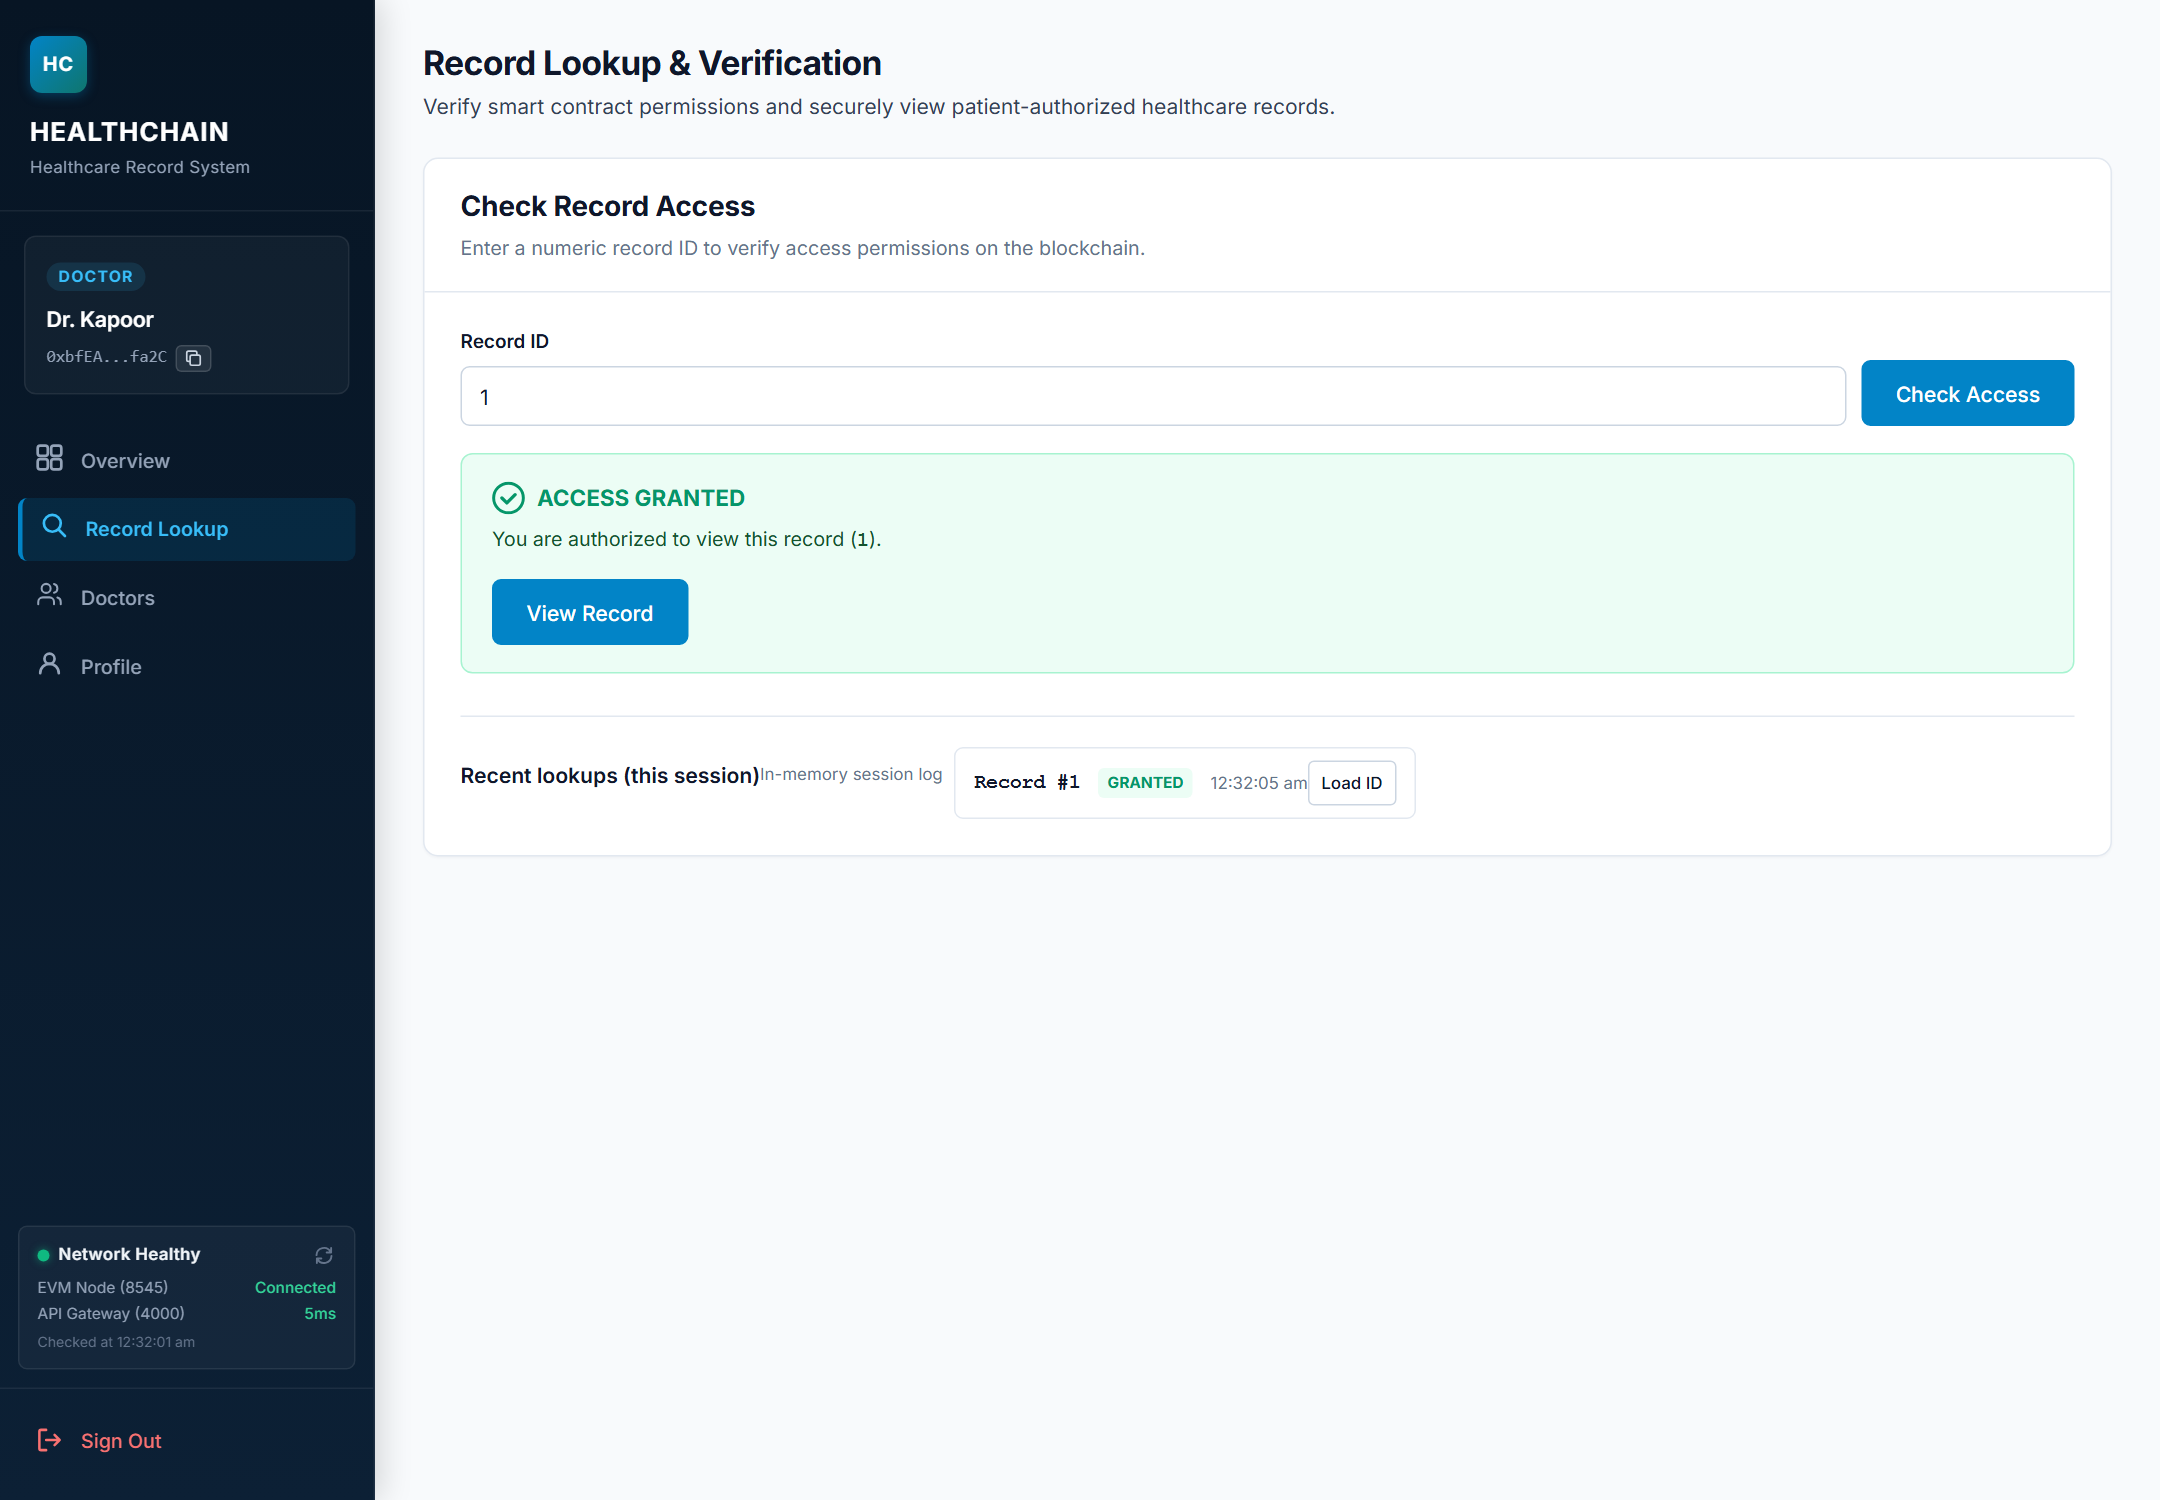 HC
HEALTHCHAIN
Healthcare Record System
DOCTOR
Dr. Kapoor
0xbfEA...fa2C
Overview
Record Lookup
Doctors
Profile
Network Healthy
EVM Node (8545) Connected
API Gateway (4000) 5ms
Checked at 12:32:01 am
Sign Out
Record Lookup & Verification
Verify smart contract permissions and securely view patient-authorized healthcare records.
Check Record Access
Enter a numeric record ID to verify access permissions on the blockchain.
Record ID
1
Check Access
ACCESS GRANTED
You are authorized to view this record (1).
View Record
Recent lookups (this session) In-memory session log Record #1 GRANTED 12:32:05 am Load ID